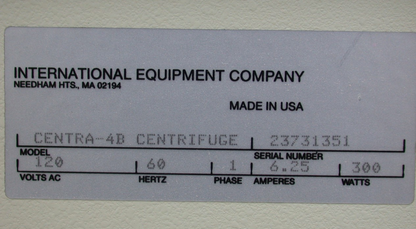 INTERNATIONAL EQUIPMENT COMPANY
NEEDHAM HTS., MA 02194
MADE IN USA
CENTRA-4B CENTRIFUGE 23731351
MODEL SERIAL NUMBER
120 60 1 6.25 300
VOLTS AC HERTZ PHASE AMPERES WATTS